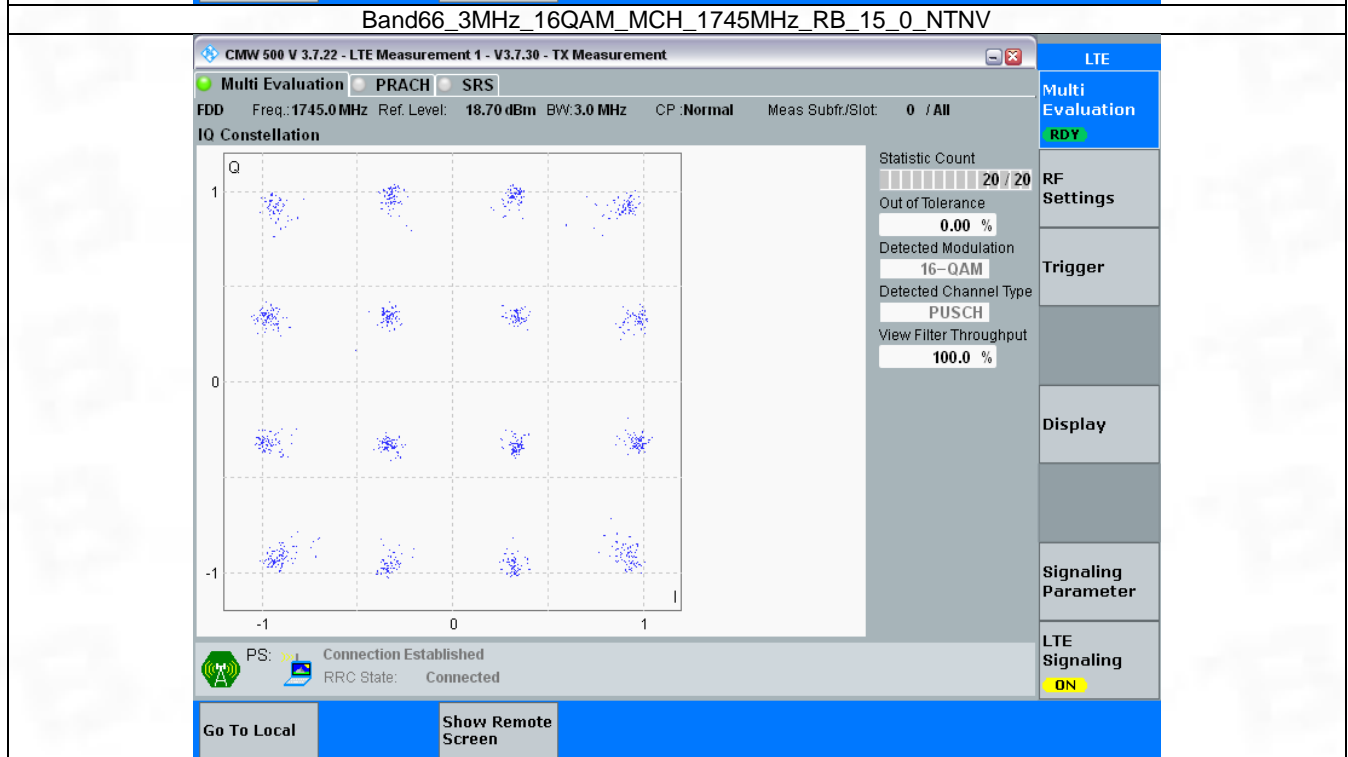 Band66_3MHz_16QAM_MCH_1745MHz_RB_15_0_NTNV
CMW 500 V 3.7.22 - LTE Measurement 1 - V3.7.30 - TX Measurement
LTE
Multi Evaluation PRACH SRS
Multi
Evaluation
RDY
FDD Freq.:1745.0 MHz Ref. Level: 18.70 dBm BW:3.0 MHz CP :Normal Meas Subfr./Slot: 0 / All
IQ Constellation
Q
1
0
-1
I
-1 0 1
Statistic Count
20 / 20
Out of Tolerance
0.00 %
Detected Modulation
16-QAM
Detected Channel Type
PUSCH
View Filter Throughput
100.0 %
RF
Settings
Trigger
Display
Signaling
Parameter
LTE
Signaling
ON
PS: Connection Established
RRC State: Connected
Go To Local
Show Remote
Screen